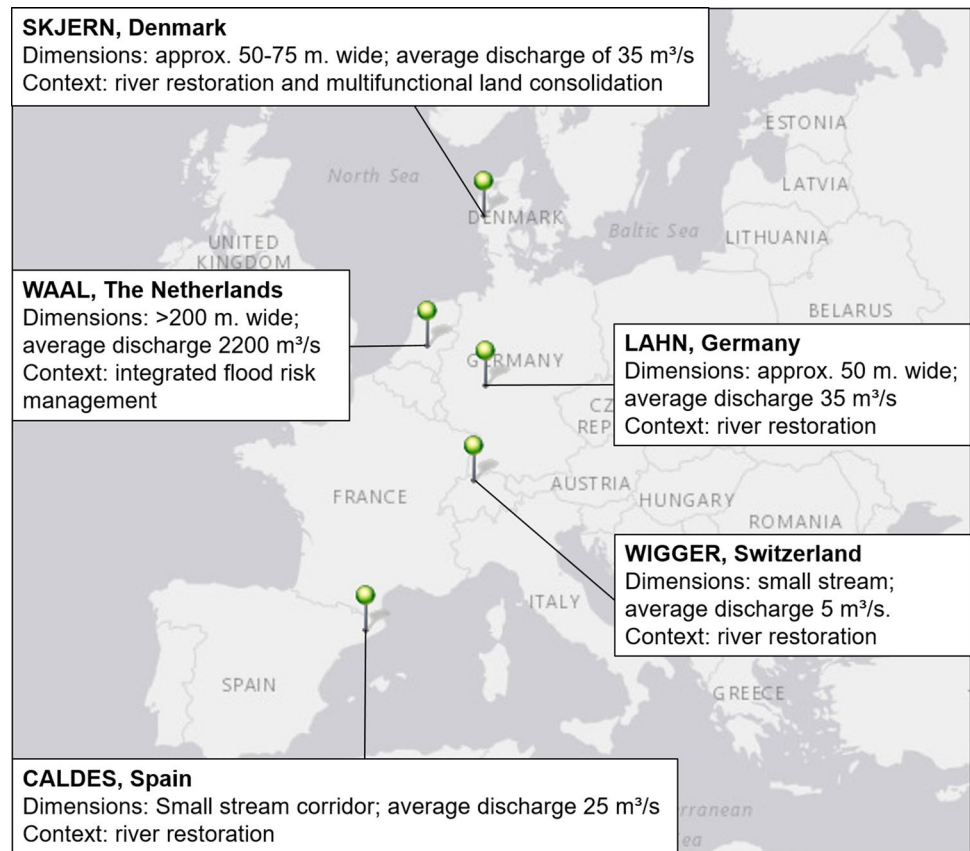 SKJERN, Denmark
Dimensions: approx. 50-75 m. wide; average discharge of 35 m³/s
Context: river restoration and multifunctional land consolidation
ESTONIA
North Sea
LATVIA
DENMARK
Baltic Sea
LITHUANIA
UNITED
KINGDOM
WAAL, The Netherlands
Dimensions: >200 m. wide;
average discharge 2200 m³/s
Context: integrated flood risk
management
BELARUS
GERMANY
LAHN, Germany
Dimensions: approx. 50 m. wide;
average discharge 35 m³/s
Context: river restoration
CZ
REP
FRANCE
AUSTRIA
HUNGARY
ROMANIA
WIGGER, Switzerland
Dimensions: small stream;
average discharge 5 m³/s.
Context: river restoration
ITALY
SPAIN
GREECE
CALDES, Spain
Dimensions: Small stream corridor; average discharge 25 m³/s
Context: river restoration
rranean
ea